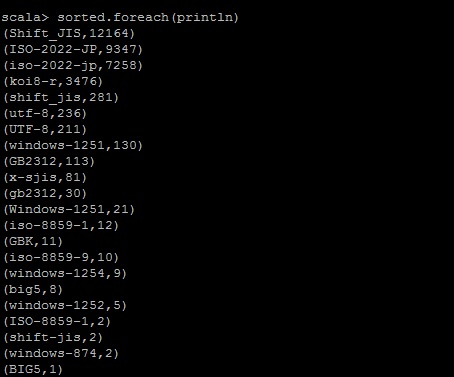 scala> sorted.foreach(println)
(Shift_JIS,12164)
(ISO-2022-JP,9347)
(iso-2022-jp,7258)
(koi8-r,3476)
(shift_jis,281)
(utf-8,236)
(UTF-8,211)
(windows-1251,130)
(GB2312,113)
(x-sjis,81)
(gb2312,30)
(Windows-1251,21)
(iso-8859-1,12)
(GBK,11)
(iso-8859-9,10)
(windows-1254,9)
(big5,8)
(windows-1252,5)
(ISO-8859-1,2)
(shift-jis,2)
(windows-874,2)
(BIG5,1)